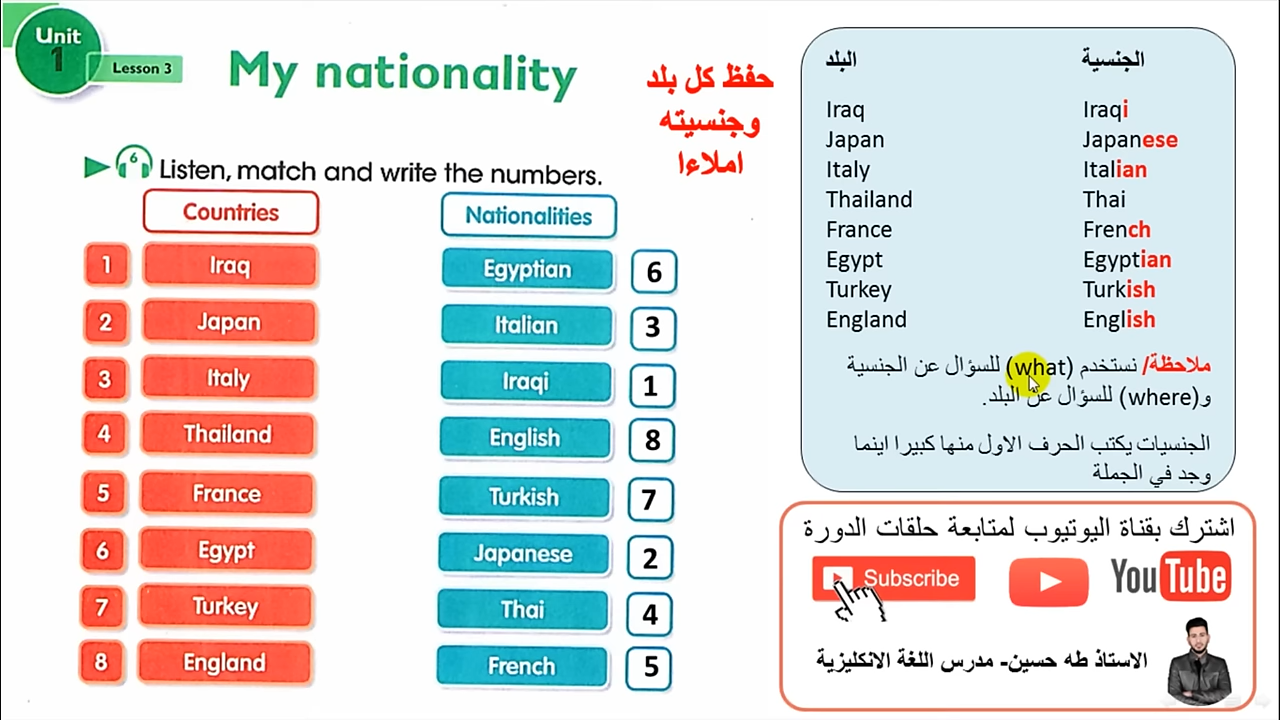 Unit
1
Lesson 3
My nationality
حفظ كل بلد
وجنسيته
املاءا
6
Listen, match and write the numbers.
Countries
Nationalities
1 Iraq
Egyptian 6
2 Japan
Italian 3
3 Italy
Iraqi 1
4 Thailand
English 8
5 France
Turkish 7
6 Egypt
Japanese 2
7 Turkey
Thai 4
8 England
French 5
البلد الجنسية
Iraq Iraqi
Japan Japanese
Italy Italian
Thailand Thai
France French
Egypt Egyptian
Turkey Turkish
England English
ملاحظة/ نستخدم (what) للسؤال عن الجنسية
و(where) للسؤال عن البلد.
الجنسيات يكتب الحرف الاول منها كبيرا اينما
وجد في الجملة
اشترك بقناة اليوتيوب لمتابعة حلقات الدورة
Subscribe
YouTube
الاستاذ طه حسين- مدرس اللغة الانكليزية